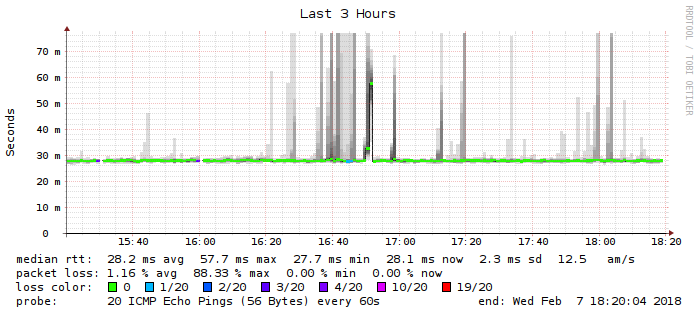 Last 3 Hours
RRDTOOL / TOBI OETIKER
Seconds
70 m
60 m
50 m
40 m
30 m
20 m
10 m
0
15:40 16:00 16:20 16:40 17:00 17:20 17:40 18:00 18:20
median rtt: 28.2 ms avg 57.7 ms max 27.7 ms min 28.1 ms now 2.3 ms sd 12.5 am/s
packet loss: 1.16 % avg 88.33 % max 0.00 % min 0.00 % now
loss color: 0 1/20 2/20 3/20 4/20 10/20 19/20
probe: 20 ICMP Echo Pings (56 Bytes) every 60s end: Wed Feb 7 18:20:04 2018